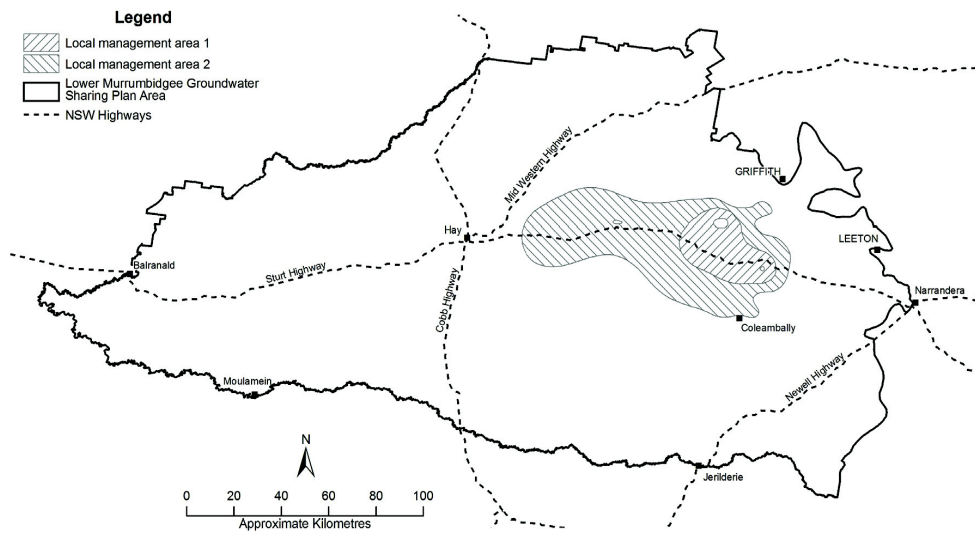 Legend
Local management area 1
Local management area 2
Lower Murrumbidgee Groundwater
Sharing Plan Area
NSW Highways
Mid Western Highway
GRIFFITH
Hay
LEETON
Balranald
Sturt Highway
Cobb Highway
Narrandera
Coleambally
Newell Highway
Moulamein
Jerilderie
N
0 20 40 60 80 100
Approximate Kilometres